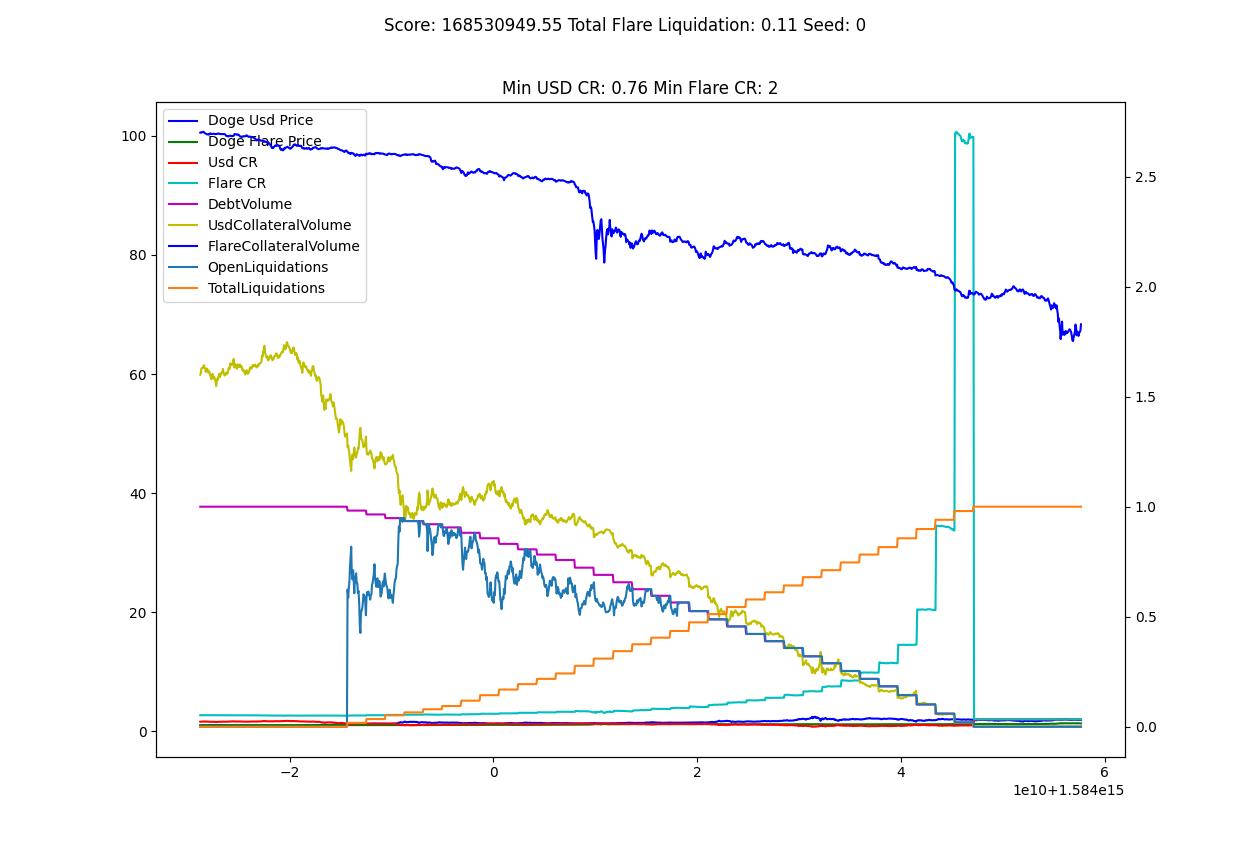 Score: 168530949.55 Total Flare Liquidation: 0.11 Seed: 0
Min USD CR: 0.76 Min Flare CR: 2
Doge Usd Price
Doge Flare Price
Usd CR
Flare CR
DebtVolume
UsdCollateralVolume
FlareCollateralVolume
OpenLiquidations
TotalLiquidations
100
80
60
40
20
0
2.5
2.0
1.5
1.0
0.5
0.0
−2 0 2 4 6
1e10+1.584e15